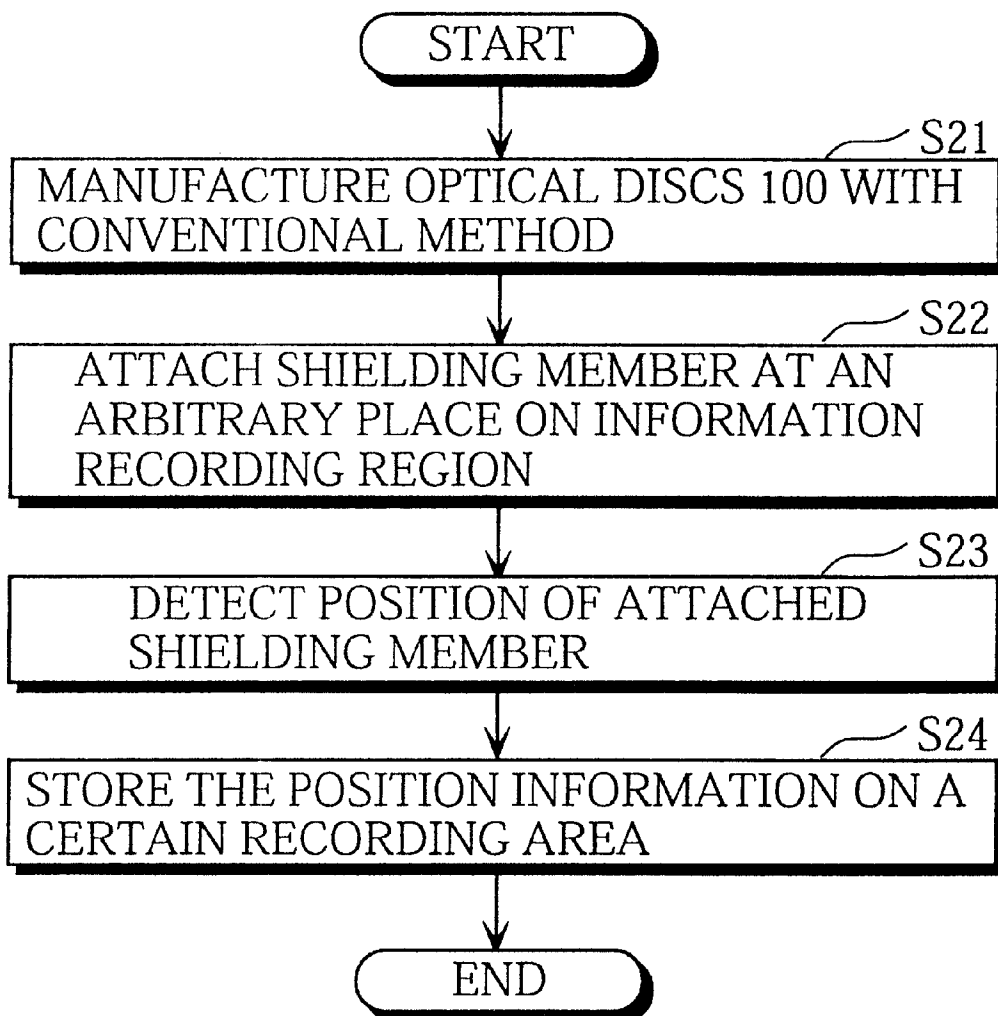 START
S21
MANUFACTURE OPTICAL DISCS 100 WITH
CONVENTIONAL METHOD
S22
ATTACH SHIELDING MEMBER AT AN
ARBITRARY PLACE ON INFORMATION
RECORDING REGION
S23
DETECT POSITION OF ATTACHED
SHIELDING MEMBER
S24
STORE THE POSITION INFORMATION ON A
CERTAIN RECORDING AREA
END